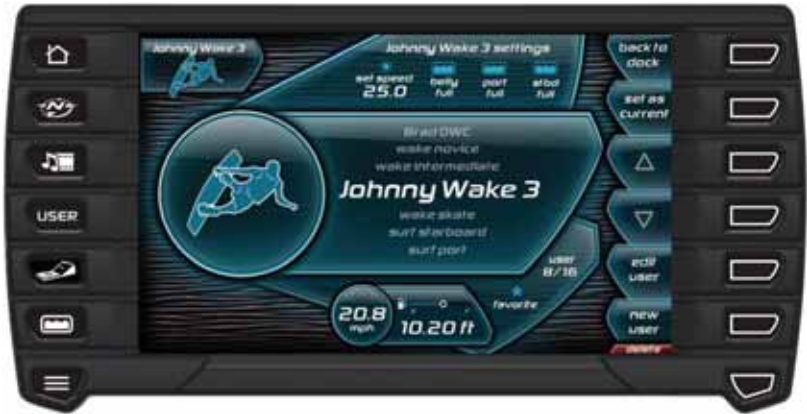 Johnny Wake 3
Johnny Wake 3 settings
set speed
25.0
belly
full
port
full
stbd
full
back to
dock
set as
current
Brad DWC
wake novice
wake intermediate
Johnny Wake 3
wake skate
surf starboard
surf port
USER
user
8/16
edit
user
favorite
20.8
mph
10.20 ft
new
user
delete